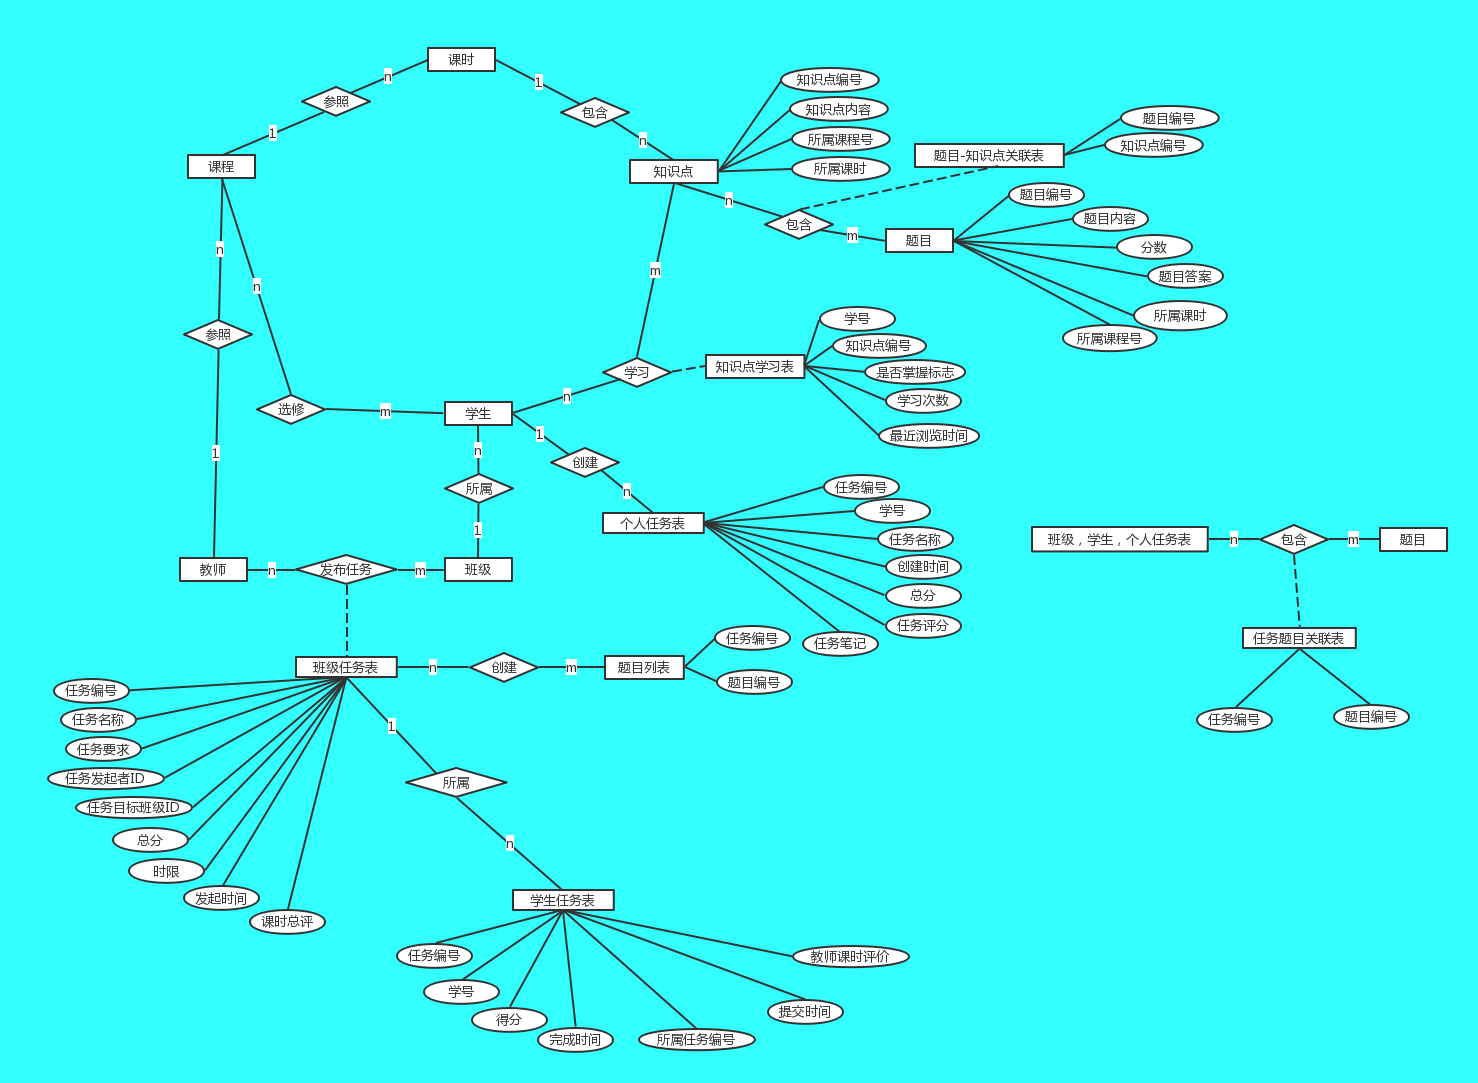 课时
n
1
参照
包含
1
n
课程
知识点
知识点编号
知识点内容
所属课程号
所属课时
题目-知识点关联表
题目编号
知识点编号
n
包含
m
题目
题目编号
题目内容
分数
题目答案
所属课时
所属课程号
n
n
m
参照
学习
知识点学习表
学号
知识点编号
是否掌握标志
学习次数
最近浏览时间
选修
m
学生
n
1
n
创建
1
所属
n
个人任务表
任务编号
学号
任务名称
创建时间
总分
任务评分
任务笔记
1
教师
n
发布任务
m
班级
班级，学生，个人任务表
n
包含
m
题目
任务题目关联表
任务编号
题目编号
班级任务表
n
创建
m
题目列表
任务编号
题目编号
任务编号
任务名称
任务要求
任务发起者ID
任务目标班级ID
总分
时限
发起时间
课时总评
1
所属
n
学生任务表
任务编号
学号
得分
完成时间
所属任务编号
提交时间
教师课时评价